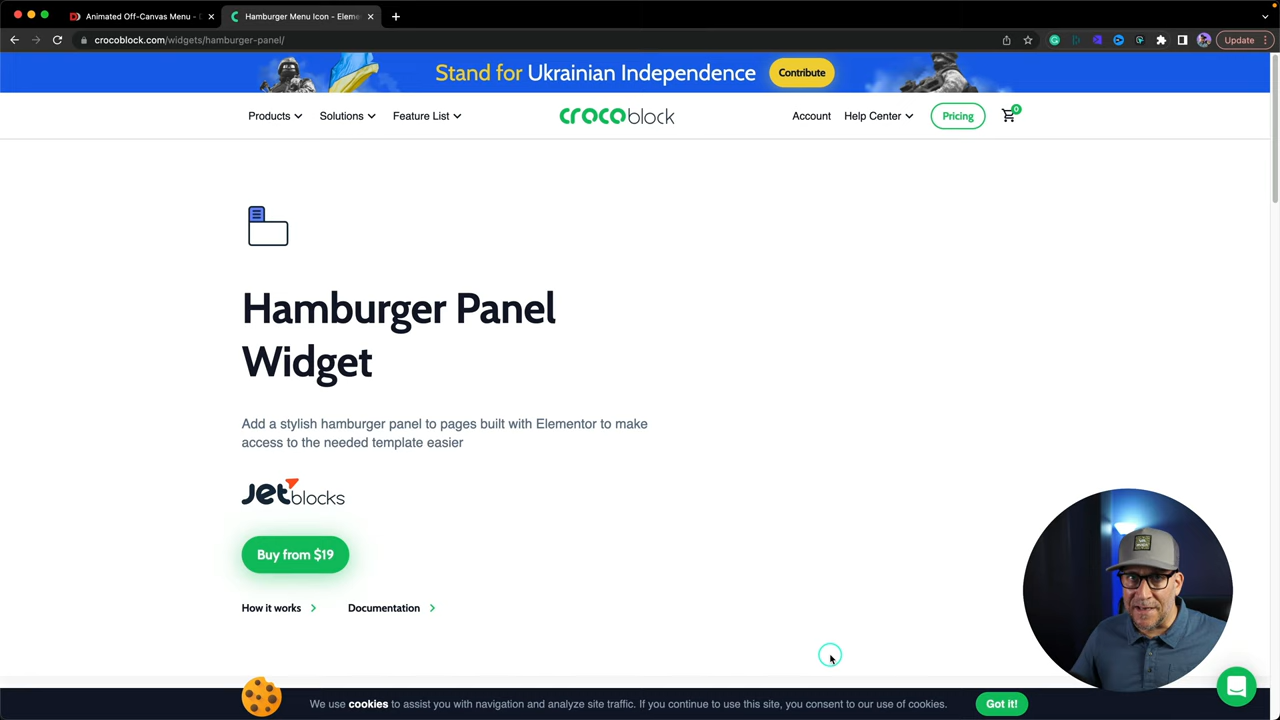 Animated Off-Canvas Menu -
Hamburger Menu Icon - Eleme
crocoblock.com/widgets/hamburger-panel/
Update
Stand for Ukrainian Independence
Contribute
Products
Solutions
Feature List
crocoblock
Account
Help Center
Pricing
0
Hamburger Panel
Widget
Add a stylish hamburger panel to pages built with Elementor to make
access to the needed template easier
Jetblocks
Buy from $19
How it works
Documentation
We use cookies to assist you with navigation and analyze site traffic. If you continue to use this site, you consent to our use of cookies.
Got it!